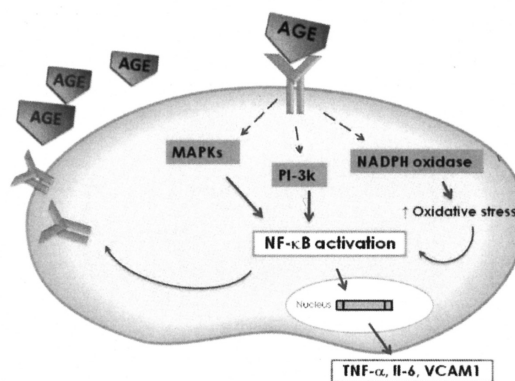 AGE
AGE
AGE
AGE
MAPKs
PI-3k
NADPH oxidase
↑ Oxidative stress
NF-κB activation
Nucleus
TNF-α, Il-6, VCAM1